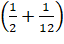 (1/2 + 1/12)